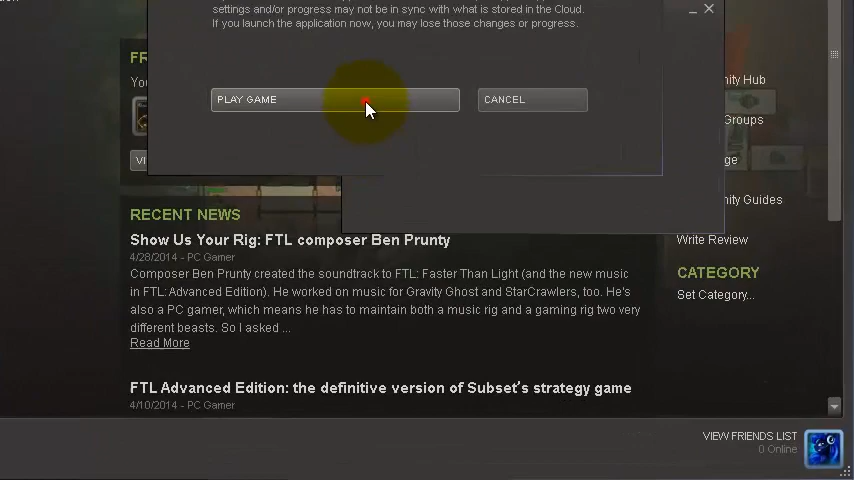 settings and/or progress may not be in sync with what is stored in the Cloud.
If you launch the application now, you may lose those changes or progress.
PLAY GAME
CANCEL
FR
You
VI
nity Hub
Groups
ge
nity Guides
Write Review
CATEGORY
Set Category...
RECENT NEWS
Show Us Your Rig: FTL composer Ben Prunty
4/28/2014 - PC Gamer
Composer Ben Prunty created the soundtrack to FTL: Faster Than Light (and the new music
in FTL: Advanced Edition). He worked on music for Gravity Ghost and StarCrawlers, too. He's
also a PC gamer, which means he has to maintain both a music rig and a gaming rig two very
different beasts. So I asked ...
Read More
FTL Advanced Edition: the definitive version of Subset's strategy game
4/10/2014 - PC Gamer
VIEW FRIENDS LIST
0 Online